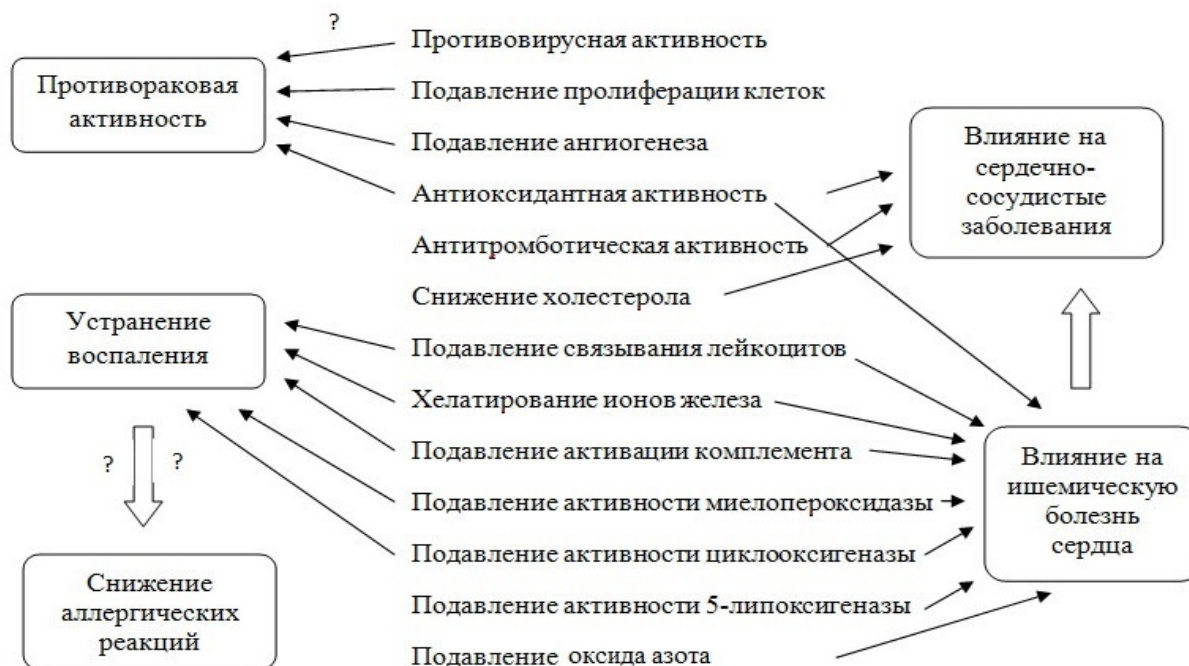 ?
Противораковая
активность
Противовирусная активность
Подавление пролиферации клеток
Подавление ангиогенеза
Антиоксидантная активность
Антитромботическая активность
Снижение холестерола
Влияние на
сердечно-
сосудистые
заболевания
Устранение
воспаления
Подавление связывания лейкоцитов
Хелатирование ионов железа
Подавление активации комплемента
Подавление активности миелопероксидазы
Подавление активности циклооксигеназы
Подавление активности 5-липоксигеназы
Подавление оксида азота
? ?
Снижение
аллергических
реакций
Влияние на
ишемическую
болезнь
сердца